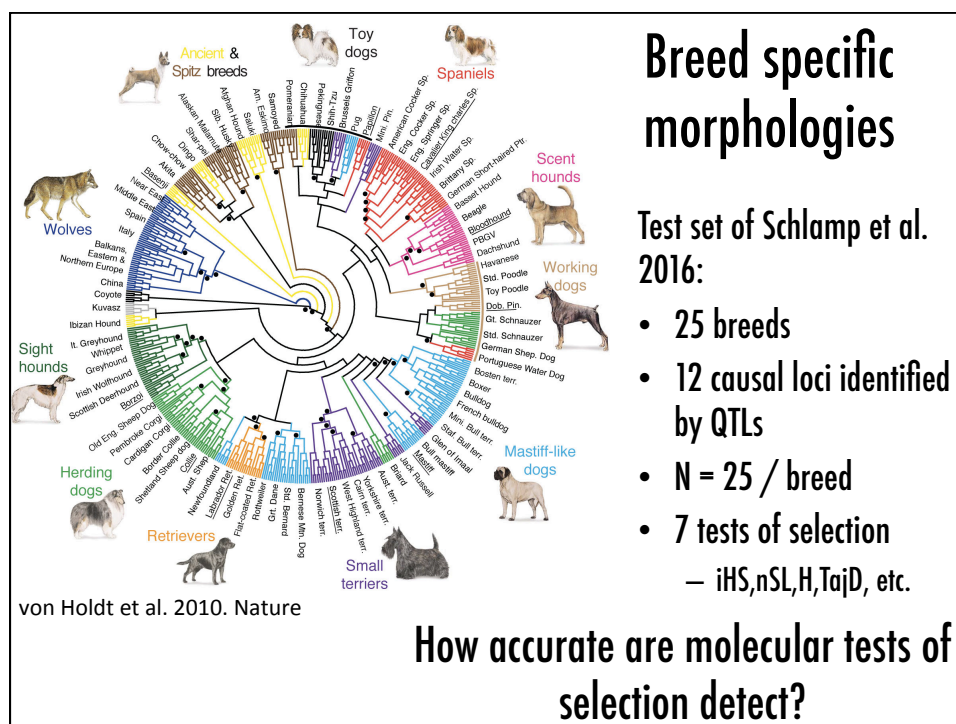 Breed specific
morphologies
Test set of Schlamp et al.
2016:
• 25 breeds
• 12 causal loci identified
by QTLs
• N = 25 / breed
• 7 tests of selection
– iHS,nSL,H,TajD, etc.
How accurate are molecular tests of
selection detect?
Ancient &
Spitz breeds
Toy
dogs
Spaniels
Scent
hounds
Working
dogs
Mastiff-like
dogs
Small
terriers
Retrievers
Herding
dogs
Sight
hounds
Wolves
Pomeranian
Chihuahua
Pekingnese
Shih-Tzu
Brussels Griffon
Pug
Papillon
Mini. Pin.
American Cocker Sp.
Eng. Cocker Sp.
Eng. Springer Sp.
Cavalier King Charles Sp.
Irish Water Sp.
Brittany Sp.
German Short-haired Ptr.
Basset Hound
Beagle
Bloodhound
PBGV
Dachshund
Havanese
Std. Poodle
Toy Poodle
Dob. Pin.
Gt. Schnauzer
Std. Schnauzer
German Shep. Dog
Portuguese Water Dog
Bosten terr.
Boxer
Bulldog
French bulldog
Mini. Bull terr.
Staf. Bull terr.
Glen of Imaal
Bull mastiff
Mastiff
Jack Russell
Briard
Aust. terr.
Yorkshire terr.
Cairn terr.
West Highland terr.
Scottish terr.
Norwich terr.
Bernese Mtn. Dog
Std. Bernard
Grt. Dane
Rottweiler
Flat-coated Ret.
Golden Ret.
Labrador Ret.
Newfoundland
Aust. Shep
Collie
Shetland Sheep dog
Border Collie
Cardigan Corgi
Pembroke Corgi
Old Eng. Sheep Dog
Borzoi
Scottish Deerhound
Irish Wolfhound
Greyhound
Whippet
It. Greyhound
Ibizan Hound
Kuvasz
Coyote
China
Balkans,
Eastern &
Northern Europe
Italy
Spain
Middle East
Near East
Basenji
Akita
Chow-chow
Dingo
Shar-pei
Alaskan Malamute
Sib. Husky
Afghan Hound
Saluki
Am. Eskimo
Samoyed
von Holdt et al. 2010. Nature